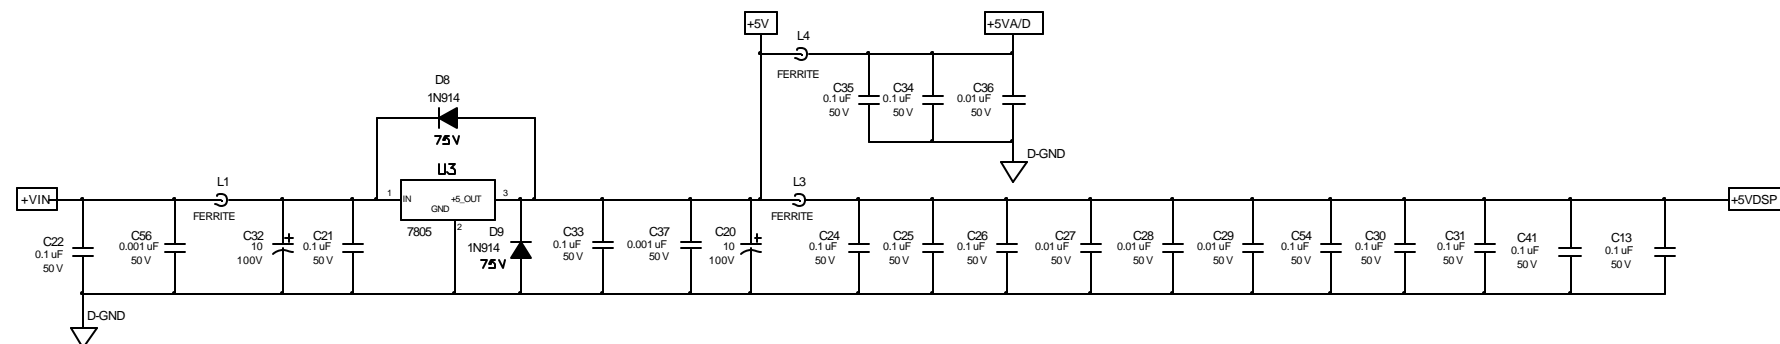 +5V
+5VA/D
L4
FERRITE
C35
0.1 uF
50 V
C34
0.1 uF
50 V
C36
0.01 uF
50 V
D-GND
D8
1N914
75V
U3
1
IN
+5_OUT
3
GND
2
7805
+VIN
L1
FERRITE
C22
0.1 uF
50 V
C56
0.001 uF
50 V
C32
10
100V
+
C21
0.1 uF
50 V
D9
1N914
75V
C33
0.1 uF
50 V
C37
0.001 uF
50 V
C20
10
100V
+
L3
FERRITE
+5VDSP
C24
0.1 uF
50 V
C25
0.1 uF
50 V
C26
0.1 uF
50 V
C27
0.01 uF
50 V
C28
0.01 uF
50 V
C29
0.01 uF
50 V
C54
0.1 uF
50 V
C30
0.1 uF
50 V
C31
0.1 uF
50 V
C41
0.1 uF
50 V
C13
0.1 uF
50 V
D-GND